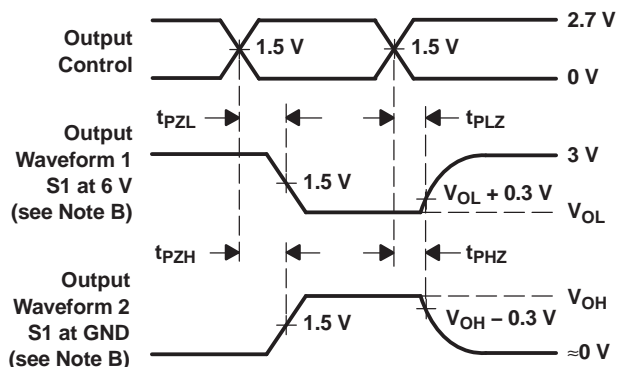 2.7 V
Output
Control
1.5 V
1.5 V
0 V
tPZL
tPLZ
Output
Waveform 1
S1 at 6 V
(see Note B)
3 V
1.5 V
VOL + 0.3 V
VOL
tPZH
tPHZ
Output
Waveform 2
S1 at GND
(see Note B)
VOH
1.5 V
VOH – 0.3 V
≈0 V